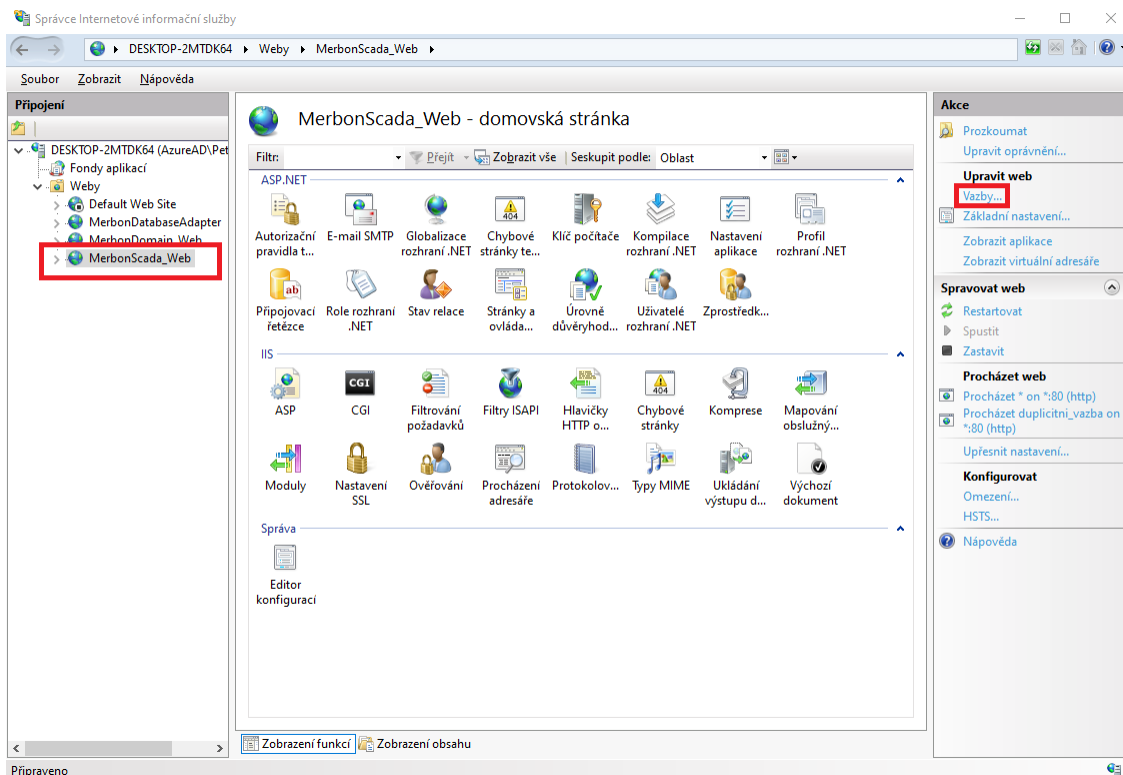 Správce Internetové informační služby
DESKTOP-2MTDK64 Weby MerbonScada_Web
Soubor Zobrazit Nápověda
Připojení
DESKTOP-2MTDK64 (AzureAD\Pet
Fondy aplikací
Weby
Default Web Site
MerbonDatabaseAdapter
MerbonDomain_Web
MerbonScada_Web
MerbonScada_Web - domovská stránka
Filtr: Přejít Zobrazit vše Seskupit podle: Oblast
ASP.NET
Autorizační pravidla t...
E-mail SMTP
Globalizace rozhraní .NET
Chybové stránky te...
Klíč počítače
Kompilace rozhraní .NET
Nastavení aplikace
Profil rozhraní .NET
Připojovací řetězce
Role rozhraní .NET
Stav relace
Stránky a ovláda...
Úrovně důvěryhod...
Uživatelé rozhraní .NET
Zprostředk...
IIS
ASP
CGI
Filtrování požadavků
Filtry ISAPI
Hlavičky HTTP o...
Chybové stránky
Komprese
Mapování obslužný...
Moduly
Nastavení SSL
Ověřování
Procházení adresáře
Protokolov...
Typy MIME
Ukládání výstupu d...
Výchozí dokument
Správa
Editor konfigurací
Zobrazení funkcí Zobrazení obsahu
Akce
Prozkoumat
Upravit oprávnění...
Upravit web
Vazby...
Základní nastavení...
Zobrazit aplikace
Zobrazit virtuální adresáře
Spravovat web
Restartovat
Spustit
Zastavit
Procházet web
Procházet * on *:80 (http)
Procházet duplicitni_vazba on
*:80 (http)
Upřesnit nastavení...
Konfigurovat
Omezení...
HSTS...
Nápověda
Připraveno